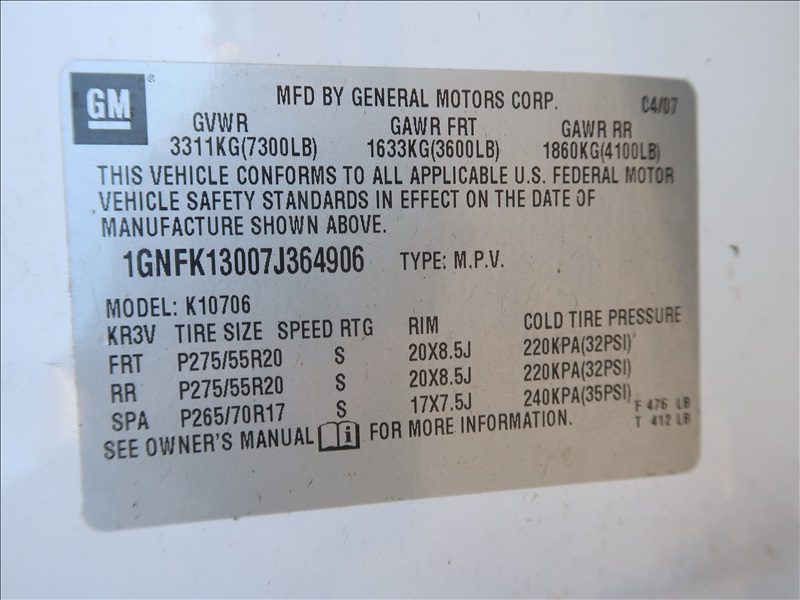 GM ®
MFD BY GENERAL MOTORS CORP. 04/07
GVWR GAWR FRT GAWR RR
3311KG(7300LB) 1633KG(3600LB) 1860KG(4100LB)
THIS VEHICLE CONFORMS TO ALL APPLICABLE U.S. FEDERAL MOTOR
VEHICLE SAFETY STANDARDS IN EFFECT ON THE DATE OF
MANUFACTURE SHOWN ABOVE.
1GNFK13007J364906 TYPE: M.P.V.
MODEL: K10706
KR3V TIRE SIZE SPEED RTG RIM COLD TIRE PRESSURE
FRT P275/55R20 S 20X8.5J 220KPA(32PSI)
RR P275/55R20 S 20X8.5J 220KPA(32PSI)
SPA P265/70R17 S 17X7.5J 240KPA(35PSI)
F 476 LB
T 412 LB
SEE OWNER'S MANUAL i FOR MORE INFORMATION.